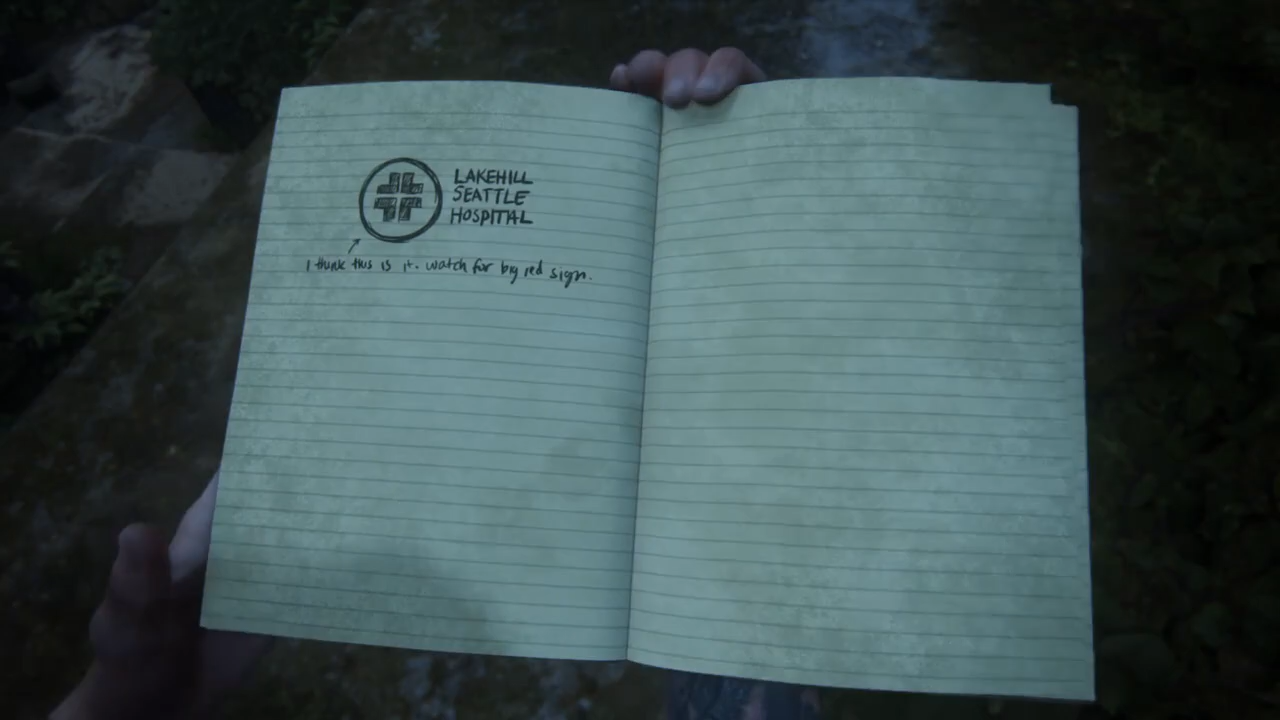 LAKEHILL
SEATTLE
HOSPITAL
I think this is it. watch for big red sign.